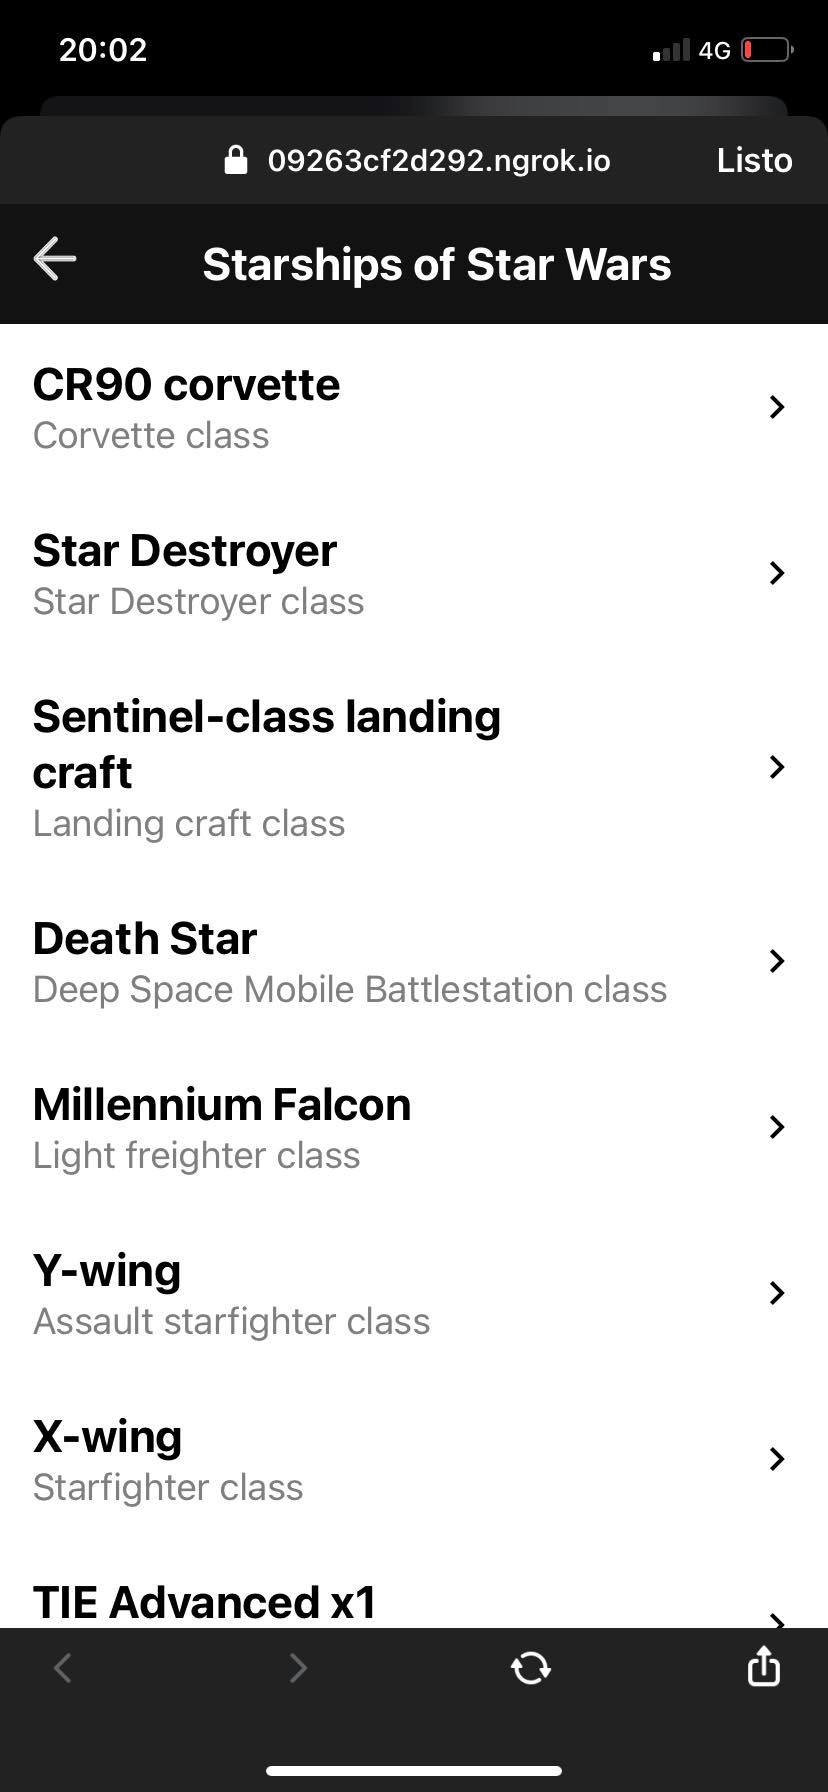 20:02
4G
09263cf2d292.ngrok.io
Listo
Starships of Star Wars
CR90 corvette
Corvette class
Star Destroyer
Star Destroyer class
Sentinel-class landing
craft
Landing craft class
Death Star
Deep Space Mobile Battlestation class
Millennium Falcon
Light freighter class
Y-wing
Assault starfighter class
X-wing
Starfighter class
TIE Advanced x1